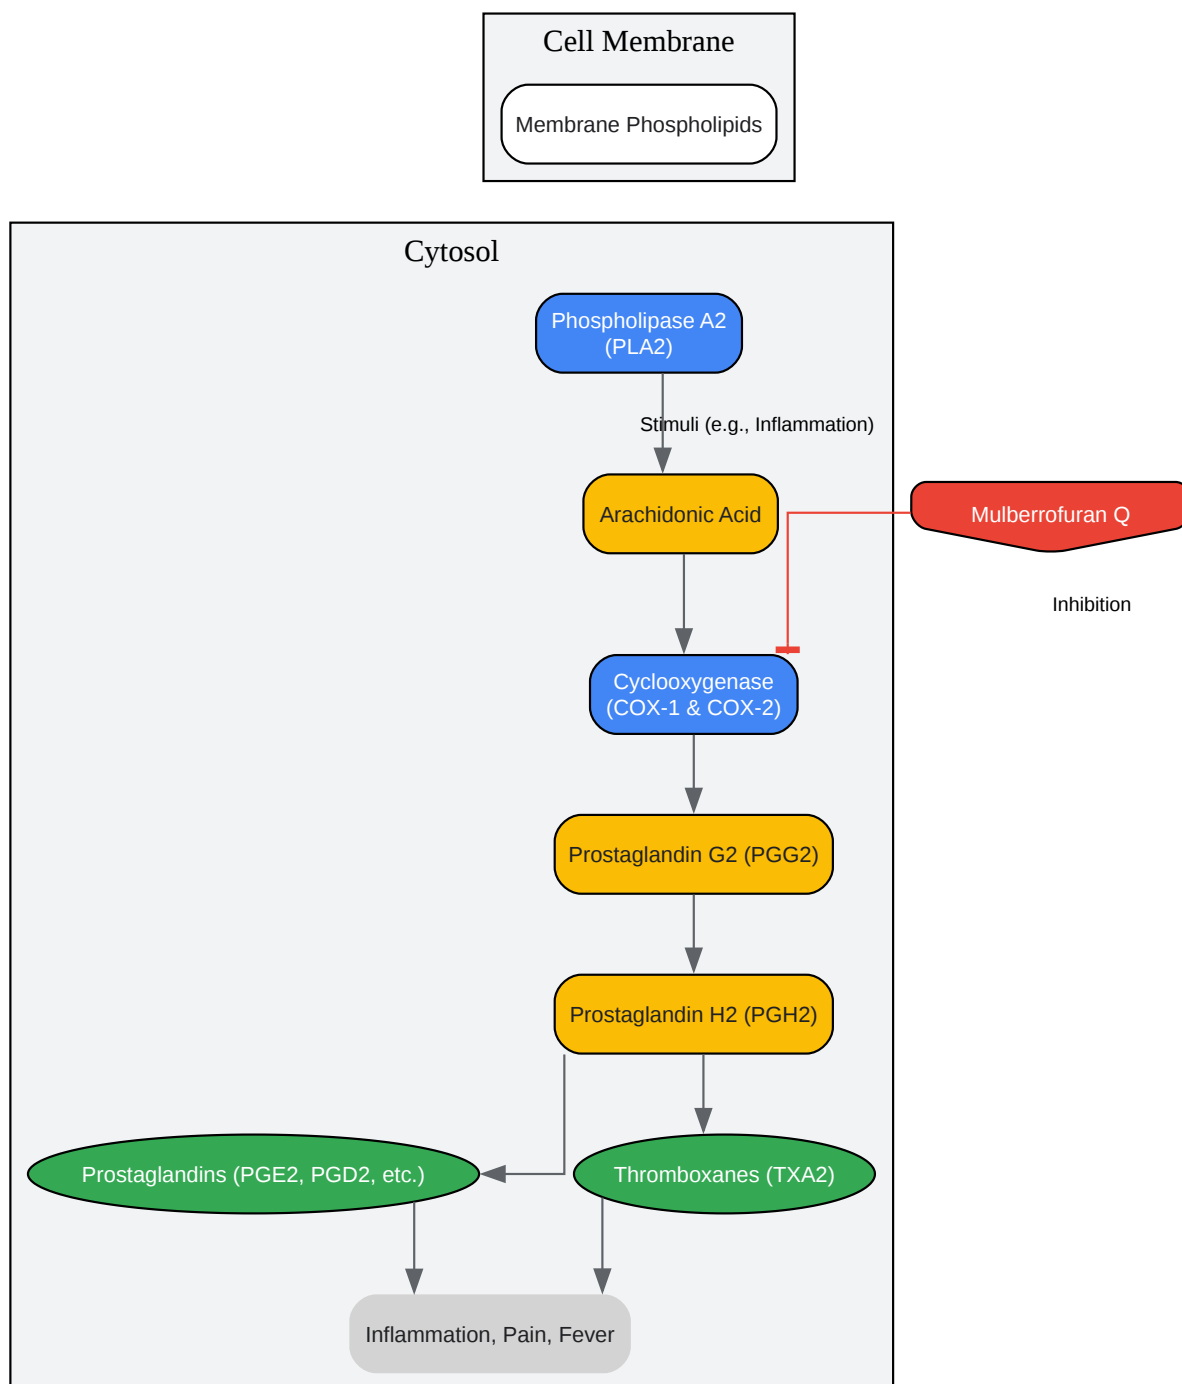 Cell Membrane
Membrane Phospholipids
Cytosol
Phospholipase A2
(PLA2)
Stimuli (e.g., Inflammation)
Arachidonic Acid
Mulberrofuran Q
Inhibition
Cyclooxygenase
(COX-1 & COX-2)
Prostaglandin G2 (PGG2)
Prostaglandin H2 (PGH2)
Prostaglandins (PGE2, PGD2, etc.)
Thromboxanes (TXA2)
Inflammation, Pain, Fever